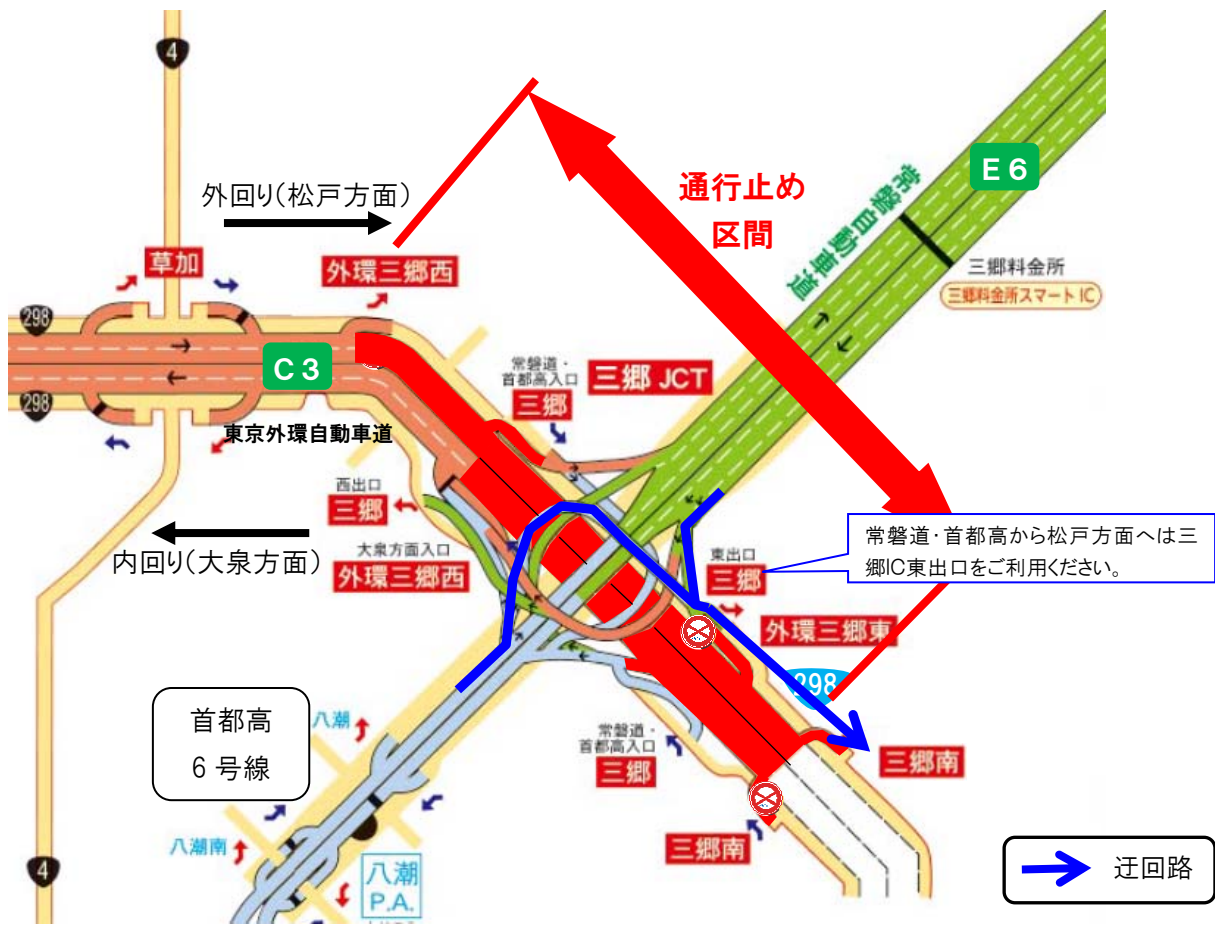 4
E6
通行止め
区間
常磐自動車道
外回り(松戸方面)
草加
外環三郷西
三郷料金所
三郷料金所スマートIC
298
C3
常磐道・
首都高入口
三郷
三郷 JCT
298
東京外環自動車道
西出口
三郷
大泉方面入口
外環三郷西
内回り(大泉方面)
常磐道・首都高から松戸方面へは三
郷IC東出口をご利用ください。
東出口
三郷
外環三郷東
298
首都高
6号線
八潮
常磐道・
首都高入口
三郷
三郷南
三郷南
八潮南
八潮
P.A.
4
迂回路